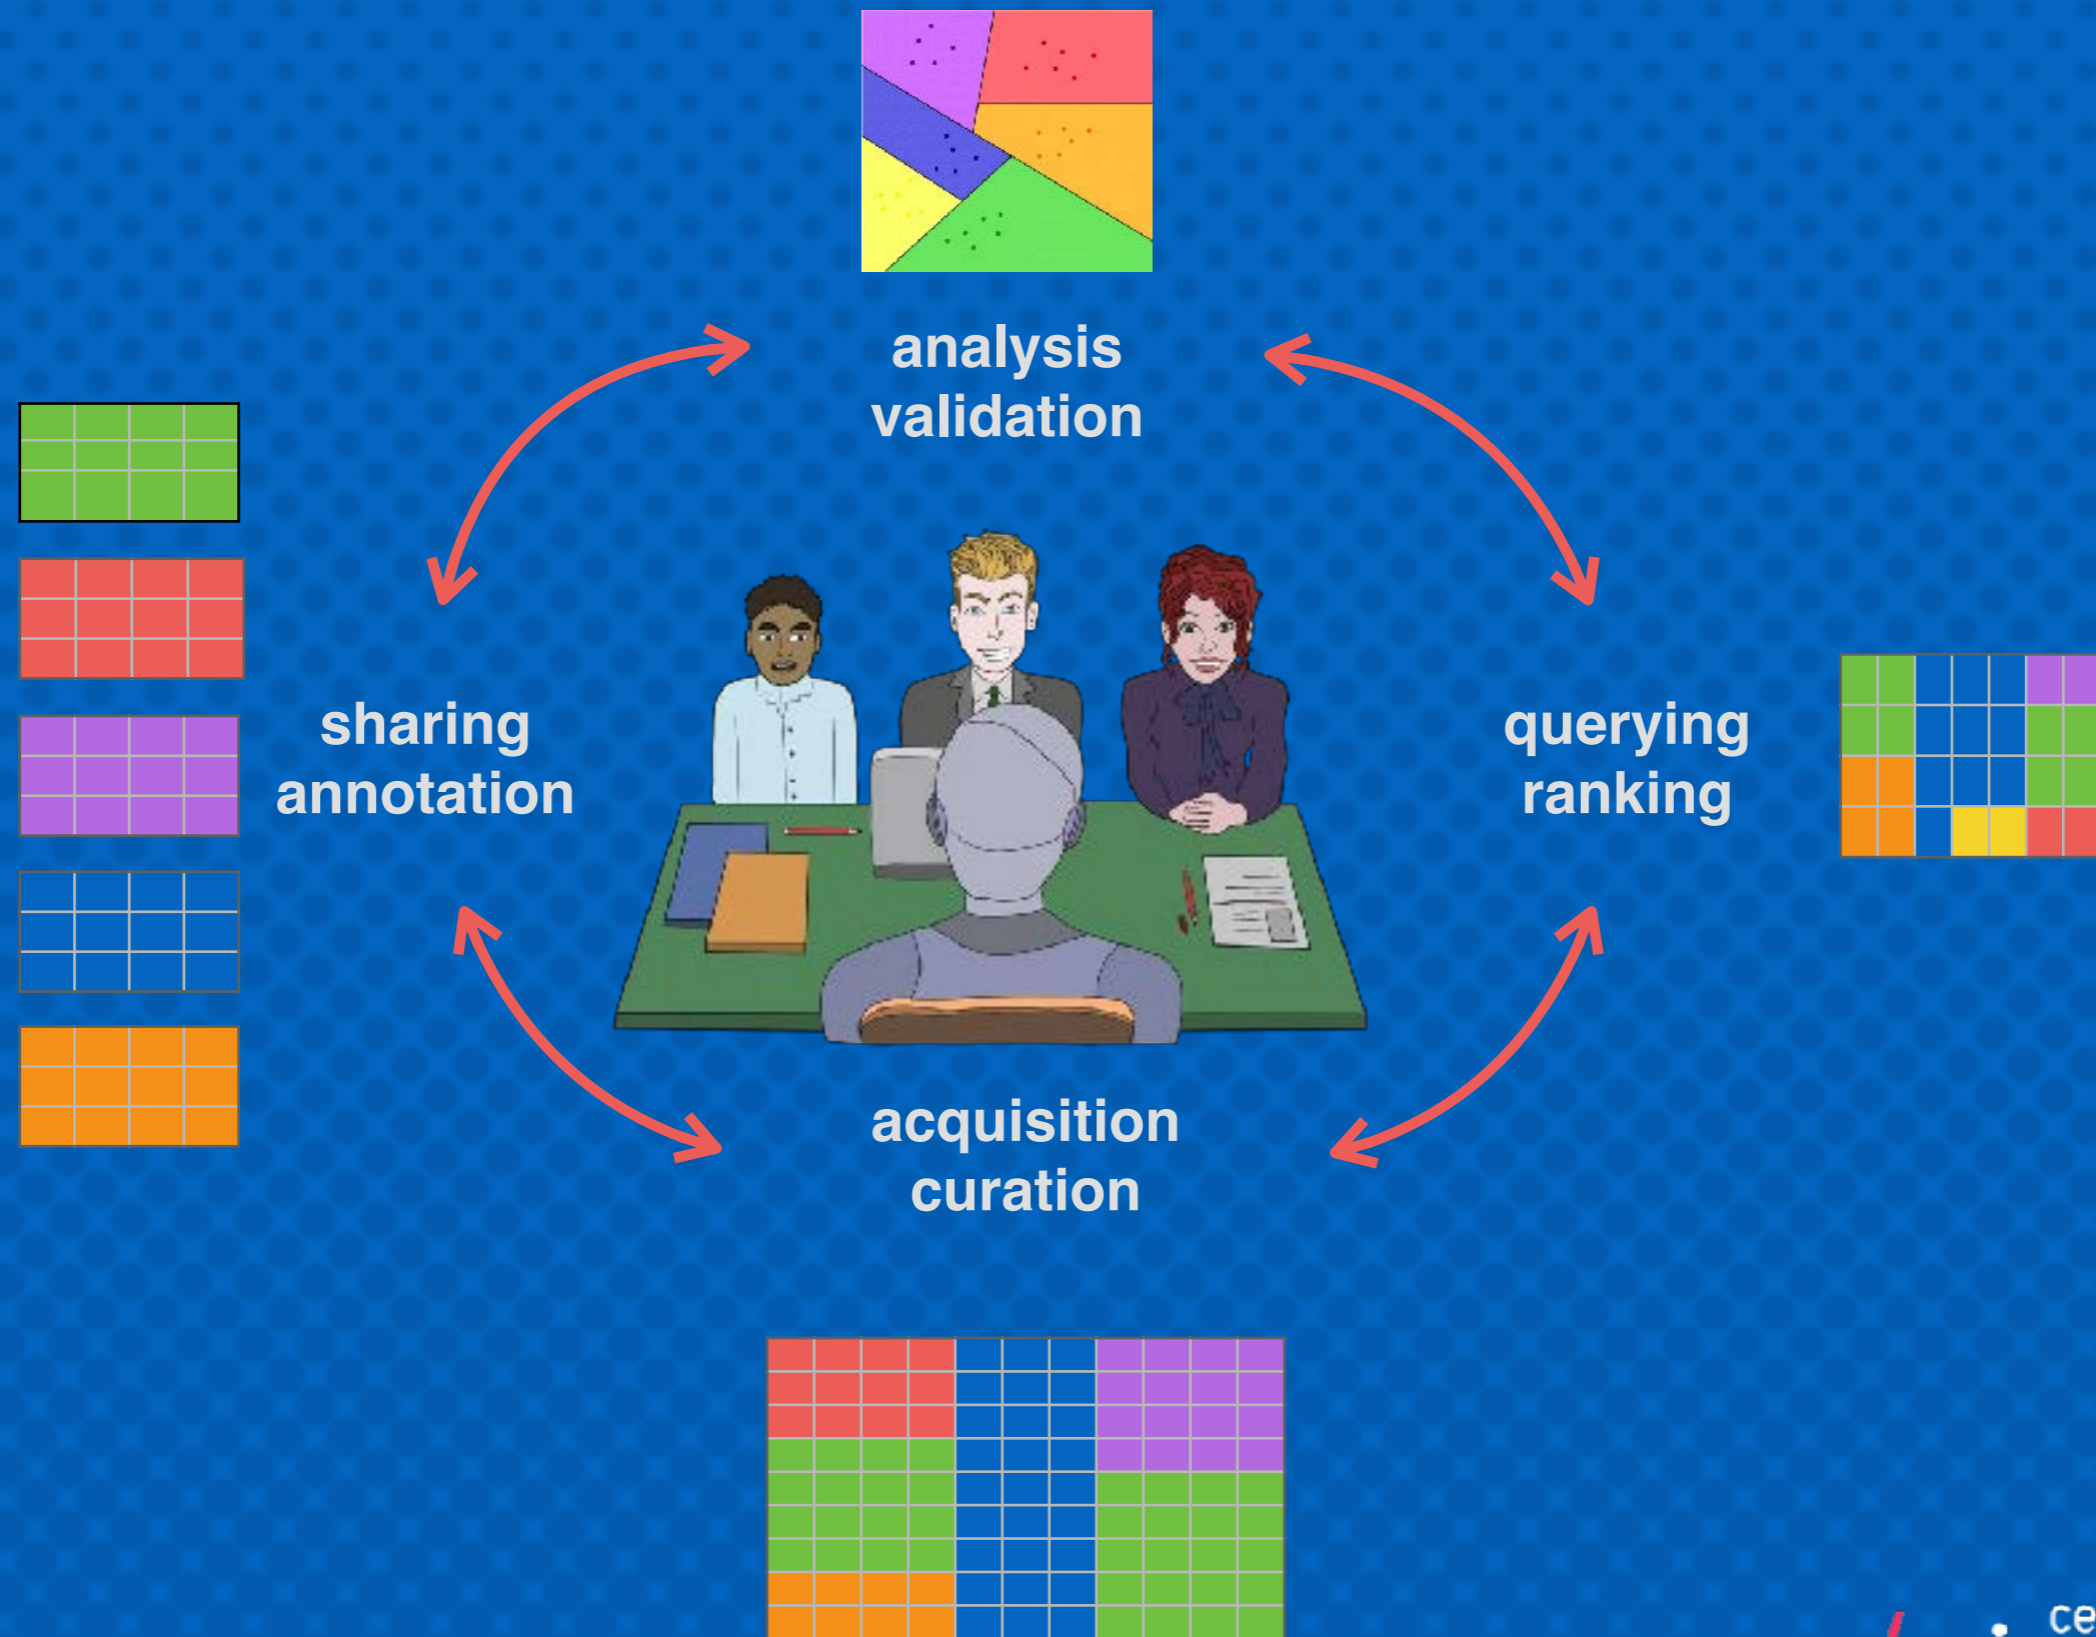 analysis
validation
sharing
annotation
querying
ranking
acquisition
curation